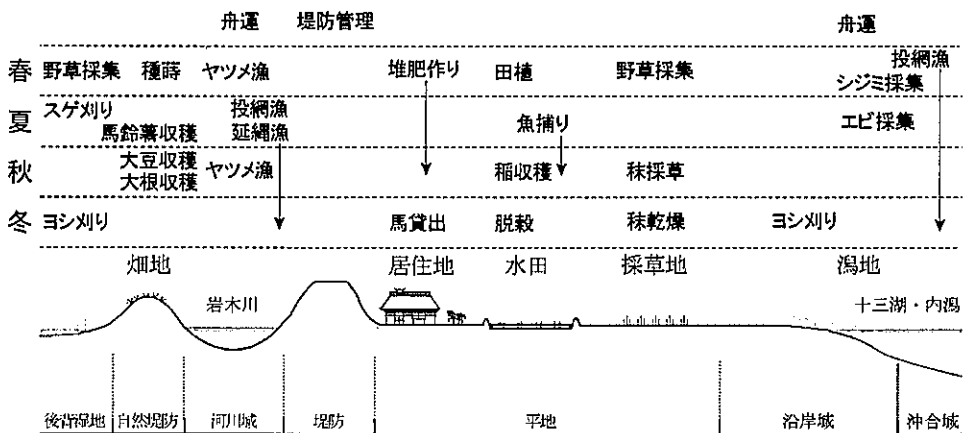 舟運 堤防管理 舟運
春 野草採集 種蒔 ヤツメ漁 堆肥作り 田植 野草採集 投網漁
シジミ採集
夏 スゲ刈り 投網漁 魚捕り エビ採集
馬鈴薯収穫 延縄漁
秋 大豆収穫 ヤツメ漁 稲収穫 秣採草
大根収穫
冬 ヨシ刈り 馬貸出 脱穀 秣乾燥 ヨシ刈り
畑地 居住地 水田 採草地 潟地
岩木川 十三湖・内潟
後背湿地 自然堤防 河川城 堤防 平地 沿岸城 沖合城